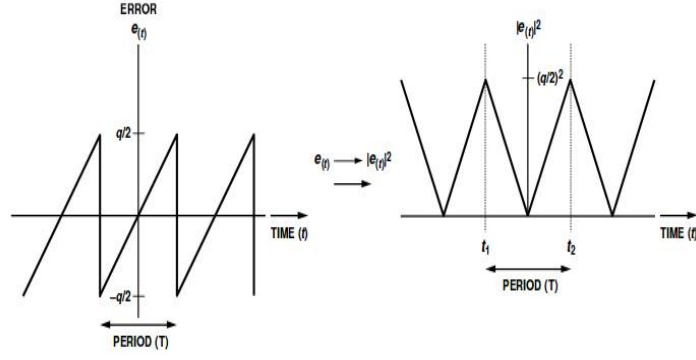 ERROR
e(t)
q/2
–q/2
TIME (t)
PERIOD (T)
e(t) → |e(t)|²
|e(t)|²
(q/2)²
TIME (t)
t₁
t₂
PERIOD (T)